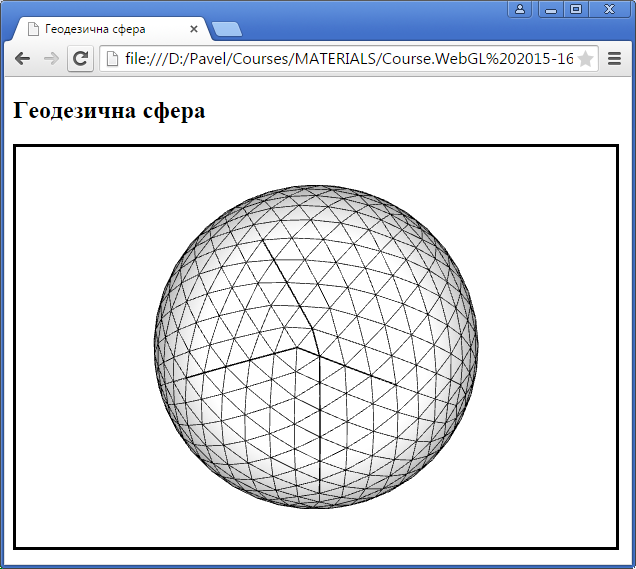 Геодезична сфера
file:///D:/Pavel/Courses/MATERIALS/Course.WebGL%202015-16
Геодезична сфера